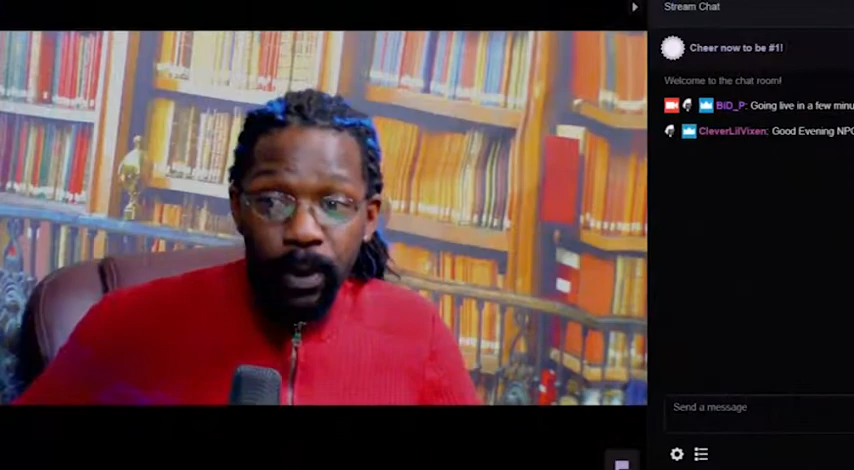 Stream Chat
Cheer now to be #1!
Welcome to the chat room!
BiD_P: Going live in a few minu
CleverLilVixen: Good Evening NPC
Send a message